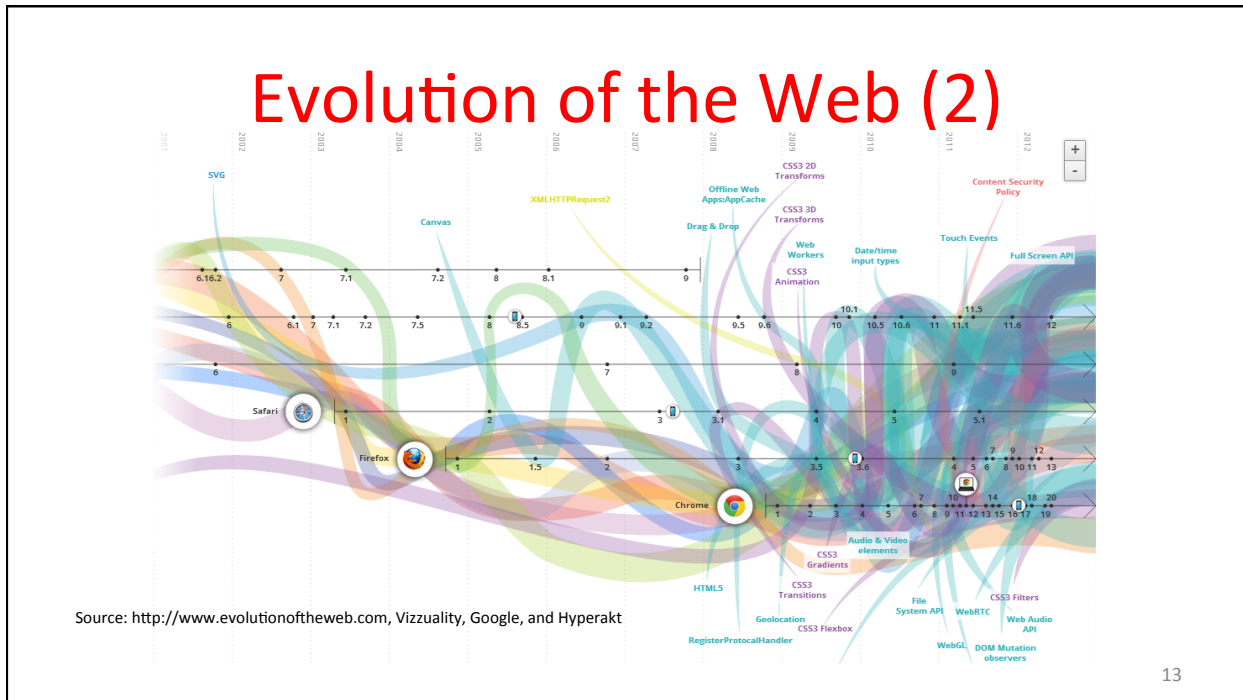 Evolution of the Web (2)
2001 2002 2003 2004 2005 2006 2007 2008 2009 2010 2011 2012
+
-
SVG
Canvas
XMLHTTPRequest2
Offline Web
Apps:AppCache
Drag & Drop
CSS3 2D
Transforms
CSS3 3D
Transforms
Web
Workers
CSS3
Animation
Date/time
input types
Content Security
Policy
Touch Events
Full Screen API
6.1 6.2 7 7.1 7.2 8 8.1 9
10.1 11.5
6 6.1 7 7.1 7.2 7.5 8 8.5 9 9.1 9.2 9.5 9.6 10 10.5 10.6 11 11.1 11.6 12
6 7 8 9
Safari
1 2 3 3.1 4 5 5.1
Firefox
7 9 12
1 1.5 2 3 3.5 3.6 4 5 6 8 10 11 13
Chrome
7 10 14 18 20
1 2 3 4 5 6 8 9 11 12 13 15 16 17 19
Audio & Video
elements
CSS3
Gradients
HTML5
CSS3
Transitions
Geolocation
CSS3 Flexbox
RegisterProtocalHandler
File
System API
WebRTC
CSS3 Filters
Web Audio
API
WebGL
DOM Mutation
observers
Source: http://www.evolutionoftheweb.com, Vizzuality, Google, and Hyperakt
13